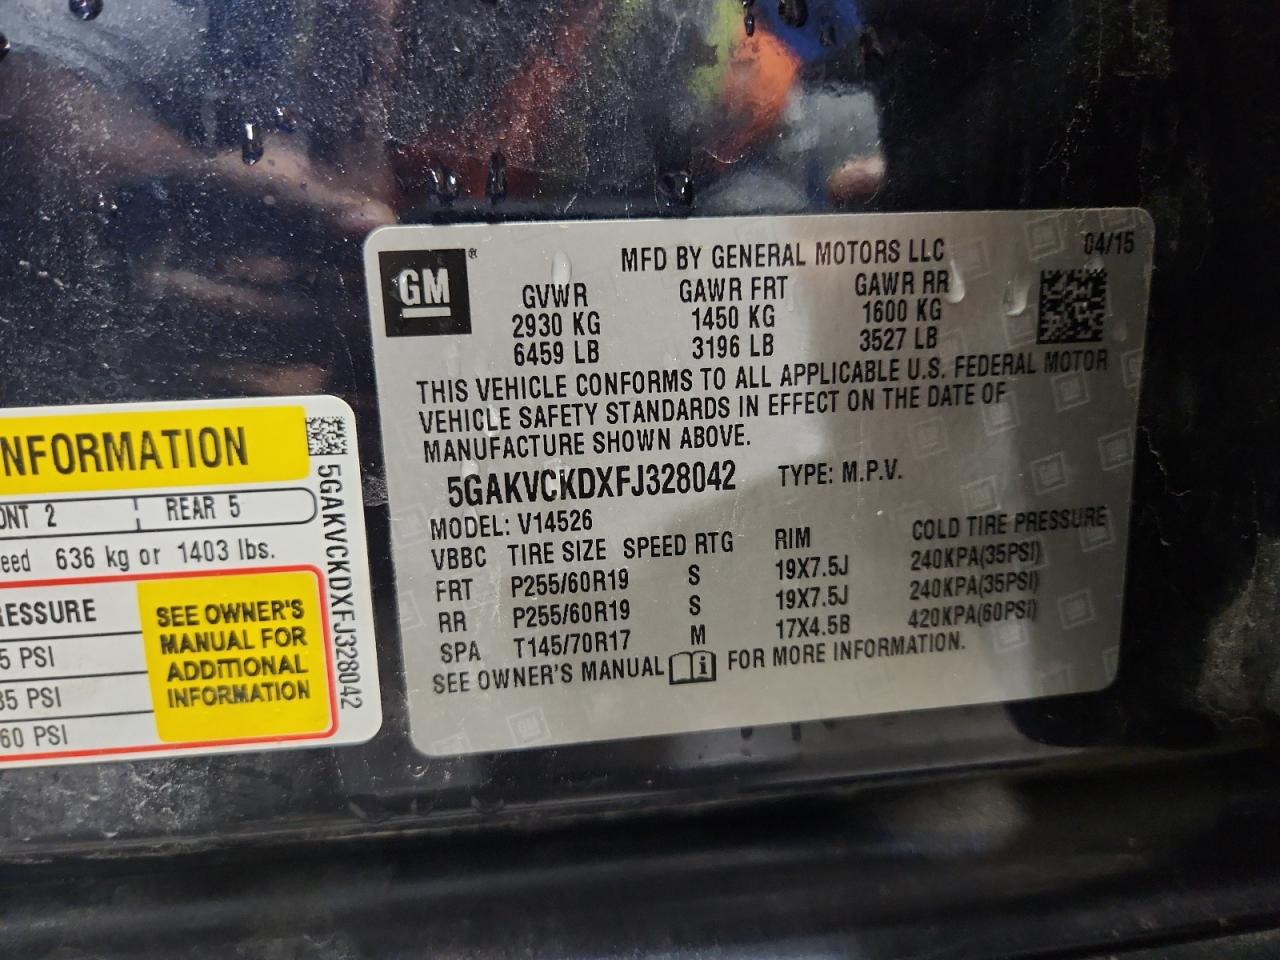 GM®
MFD BY GENERAL MOTORS LLC
04/15
GVWR GAWR FRT GAWR RR
2930 KG 1450 KG 1600 KG
6459 LB 3196 LB 3527 LB
THIS VEHICLE CONFORMS TO ALL APPLICABLE U.S. FEDERAL MOTOR
VEHICLE SAFETY STANDARDS IN EFFECT ON THE DATE OF
MANUFACTURE SHOWN ABOVE.
5GAKVCKDXFJ328042 TYPE: M.P.V.
MODEL: V14526
VBBC TIRE SIZE SPEED RTG RIM COLD TIRE PRESSURE
FRT P255/60R19 S 19X7.5J 240KPA(35PSI)
RR P255/60R19 S 19X7.5J 240KPA(35PSI)
SPA T145/70R17 M 17X4.5B 420KPA(60PSI)
SEE OWNER'S MANUAL i FOR MORE INFORMATION.
NFORMATION
ONT 2 REAR 5
eed 636 kg or 1403 lbs.
RESSURE
5 PSI
35 PSI
60 PSI
SEE OWNER'S
MANUAL FOR
ADDITIONAL
INFORMATION
5GAKVCKDXFJ328042